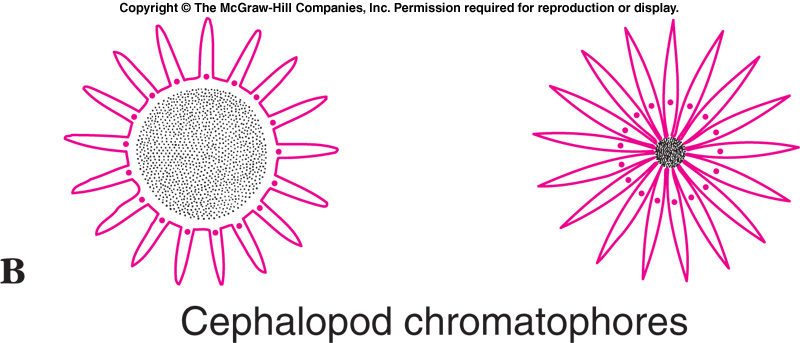 Copyright © The McGraw-Hill Companies, Inc. Permission required for reproduction or display.
B
Cephalopod chromatophores